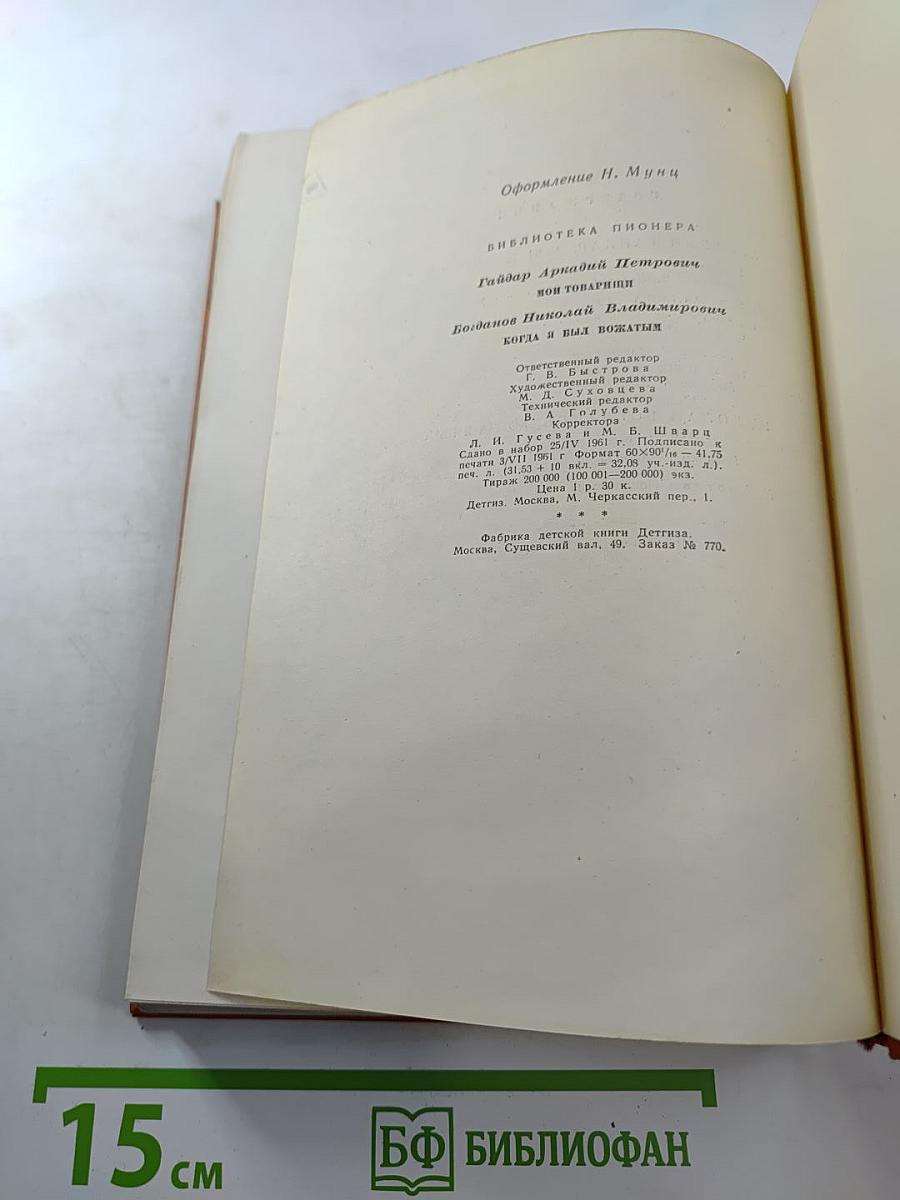 Оформление Н. Мунц
БИБЛИОТЕКА ПИОНЕРА
Гайдар Аркадий Петрович
МОИ ТОВАРИЩИ
Богданов Николай Владимирович
КОГДА Я БЫЛ ВОЖАТЫМ
Ответственный редактор
Г. В. Быстрова
Художественный редактор
М. Д. Суховцева
Технический редактор
В. А Голубева
Корректора
Л. И. Гусева и М. Б. Шварц
Сдано в набор 25/IV 1961 г. Подписано к
печати 3/VII 1961 г Формат 60×90¹/₁₆ — 41,75
печ. л. (31,53 + 10 вкл. = 32,08 уч.-изд. л.).
Тираж 200 000 (100 001—200 000) экз.
Цена 1 р. 30 к.
Детгиз. Москва, М. Черкасский пер., 1.
* * *
Фабрика детской книги Детгиза.
Москва, Сущевский вал, 49. Заказ № 770.
15 см
БФ БИБЛИОФАН